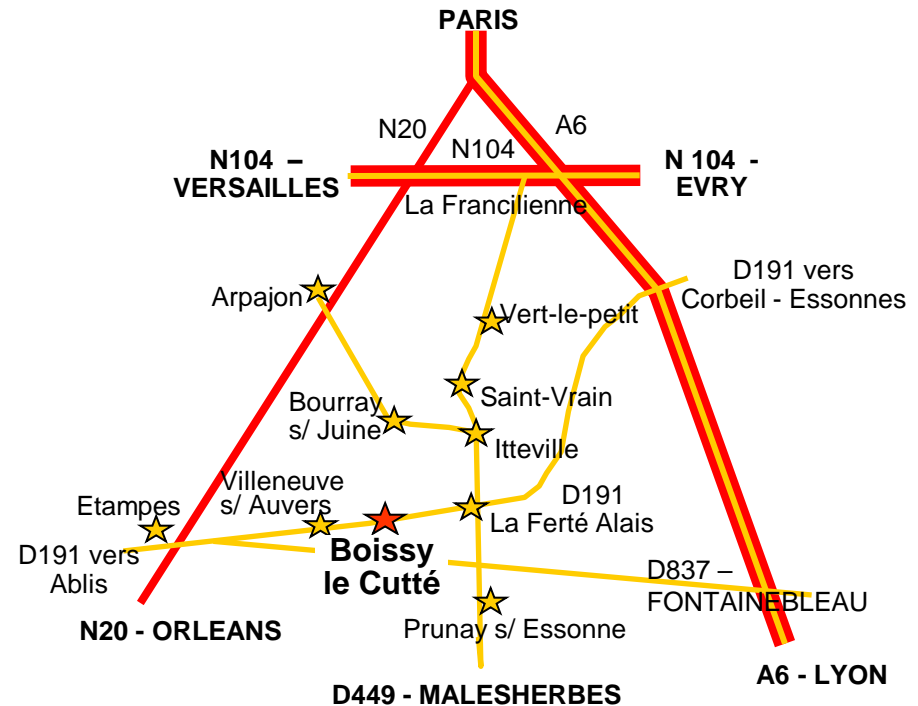 PARIS
N20
A6
N104
N104 –
VERSAILLES
N 104 -
EVRY
La Francilienne
D191 vers
Corbeil - Essonnes
Arpajon
Vert-le-petit
Saint-Vrain
Bourray
s/ Juine
Itteville
Villeneuve
s/ Auvers
Etampes
D191
La Ferté Alais
D191 vers
Ablis
Boissy
le Cutté
D837 –
FONTAINEBLEAU
N20 - ORLEANS
Prunay s/ Essonne
A6 - LYON
D449 - MALESHERBES